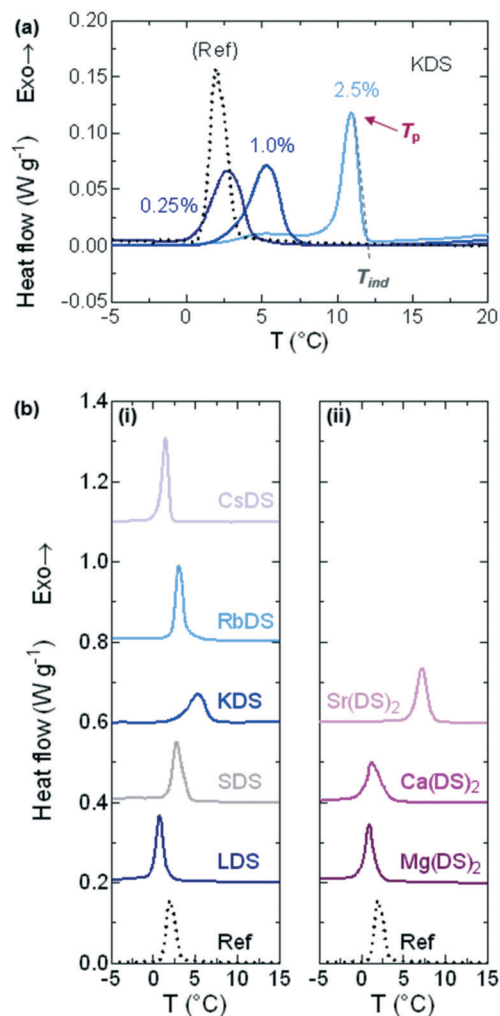 (a)
Exo→
Heat flow (W g⁻¹)
0.20
0.15
0.10
0.05
0.00
-0.05
(Ref)
KDS
2.5%
Tp
1.0%
0.25%
Tind
-5 0 5 10 15 20
T (°C)
(b)
Exo→
Heat flow (W g⁻¹)
1.4
1.2
1.0
0.8
0.6
0.4
0.2
0.0
(i)
CsDS
RbDS
KDS
SDS
LDS
Ref
-5 0 5 10 15
T (°C)
(ii)
Sr(DS)₂
Ca(DS)₂
Mg(DS)₂
Ref
-5 0 5 10 15
T (°C)